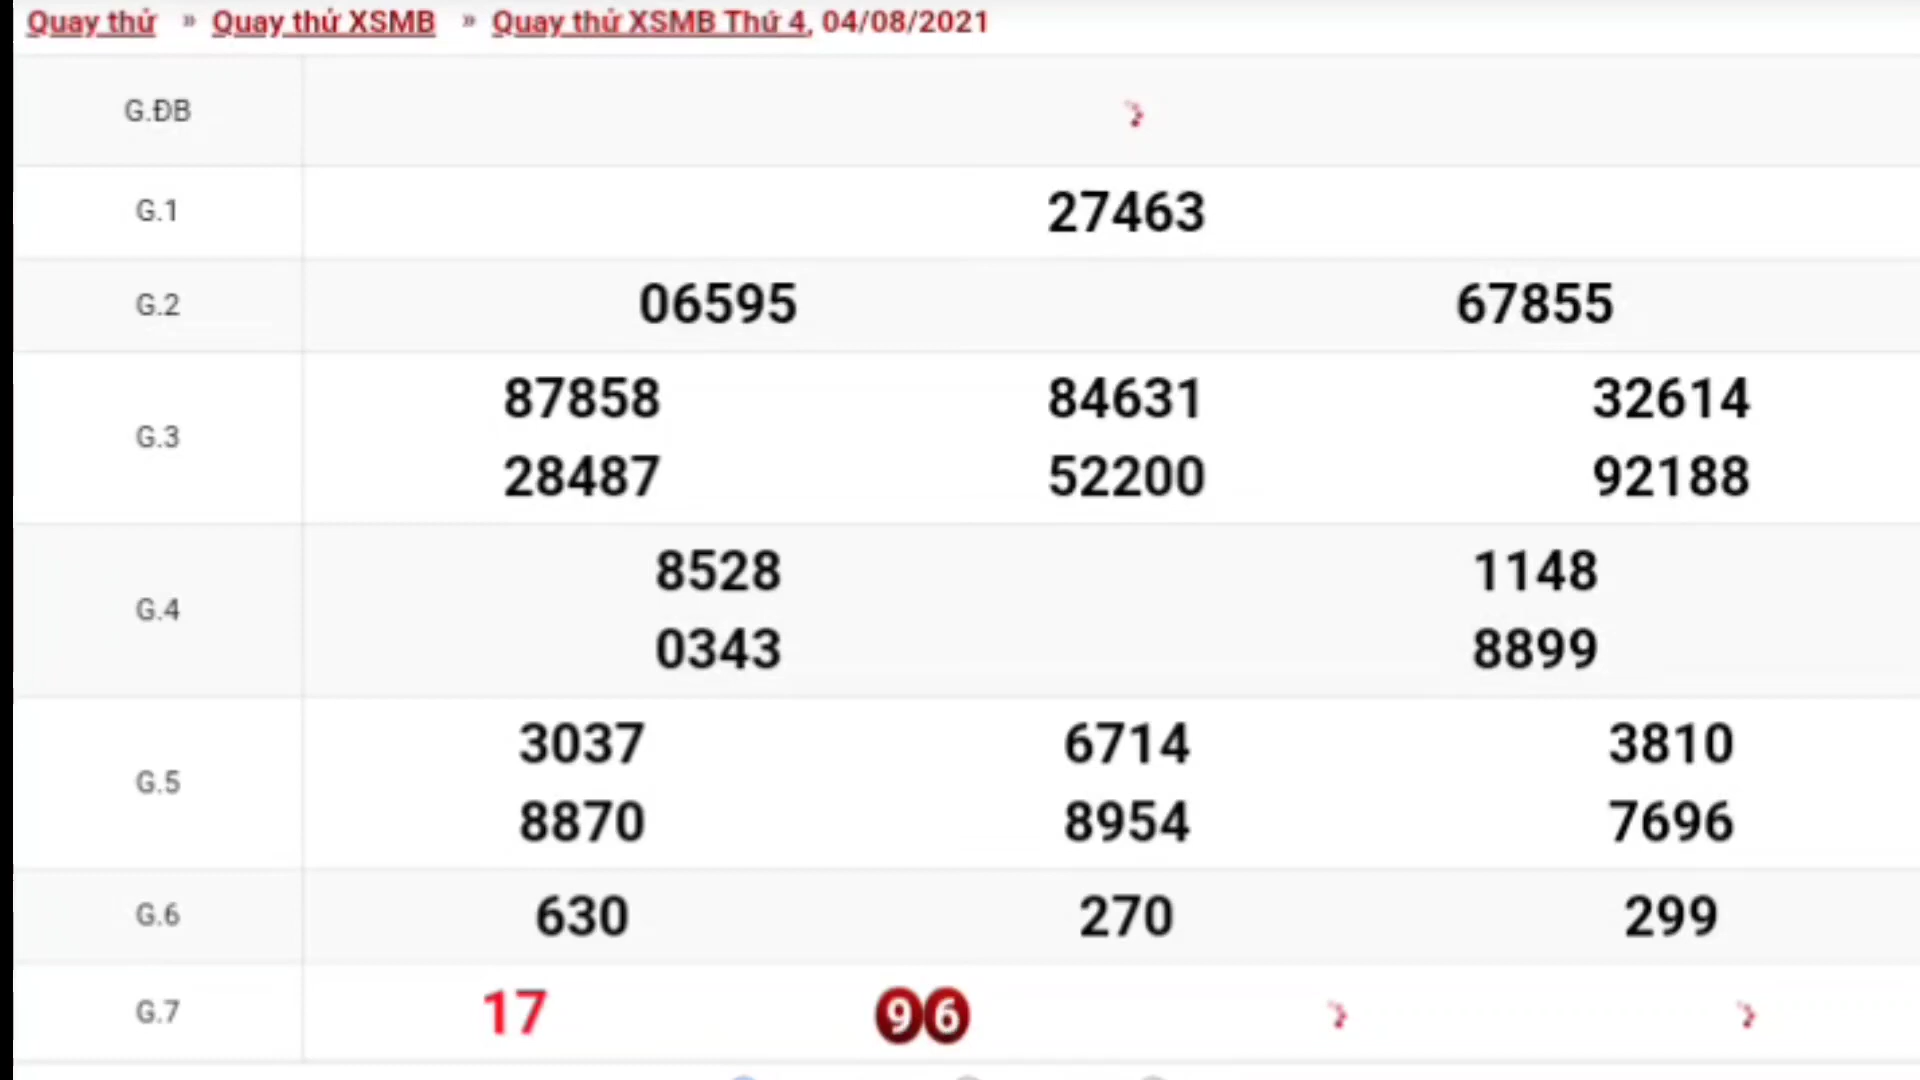 Quay thử » Quay thử XSMB » Quay thử XSMB Thứ 4, 04/08/2021
G.ĐB
G.1 27463
G.2 06595 67855
G.3 87858 84631 32614
28487 52200 92188
G.4 8528 1148
0343 8899
G.5 3037 6714 3810
8870 8954 7696
G.6 630 270 299
G.7 17 96